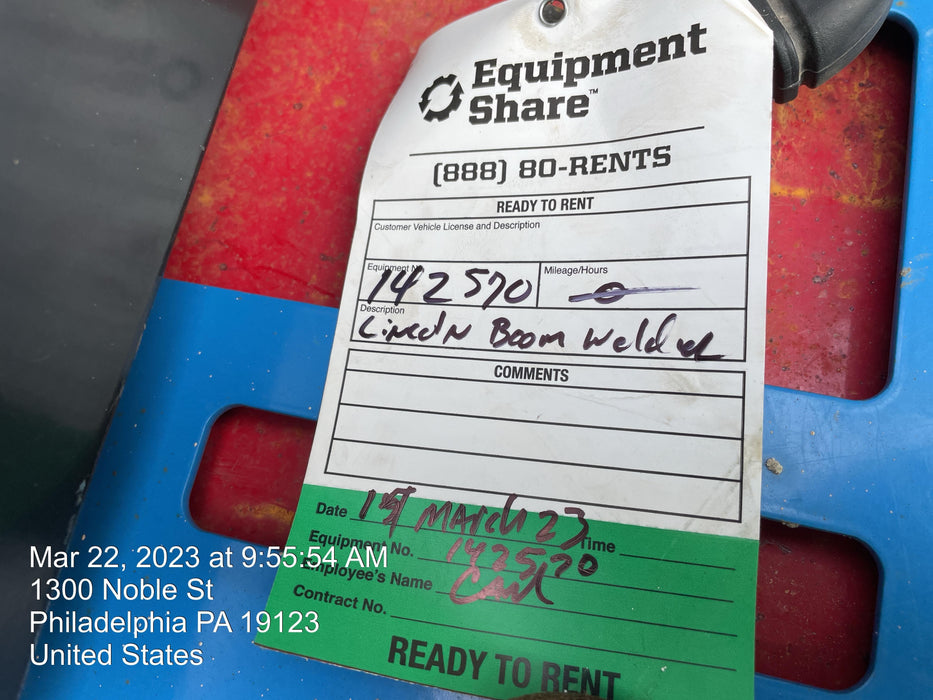 Equipment
Share™
(888) 80-RENTS
READY TO RENT
Customer Vehicle License and Description
Equipment N
142570
Mileage/Hours
Description
Lincoln Boom Welder
COMMENTS
Date 1st March 23 Time
Equipment No. 142570
Employee's Name Carl
Contract No.
READY TO RENT
Mar 22, 2023 at 9:55:54 AM
1300 Noble St
Philadelphia PA 19123
United States